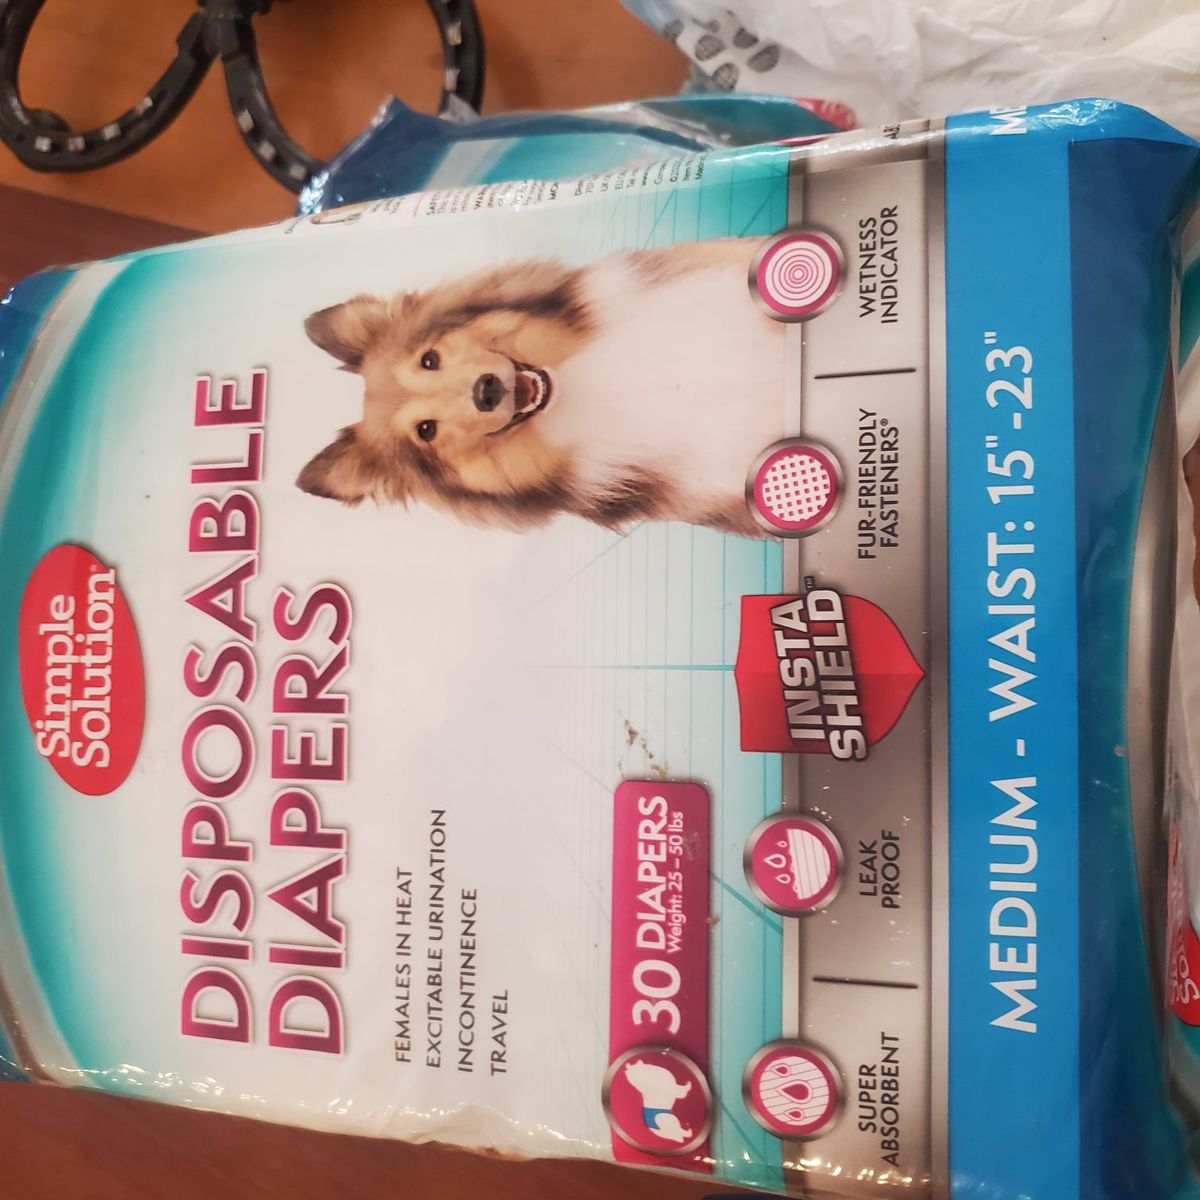 Simple
Solution®
DISPOSABLE
DIAPERS
FEMALES IN HEAT
EXCITABLE URINATION
INCONTINENCE
TRAVEL
30 DIAPERS
Weight: 25 – 50 lbs
SUPER
ABSORBENT
LEAK
PROOF
INSTA
SHIELD™
FUR-FRIENDLY
FASTENERS®
WETNESS
INDICATOR
MEDIUM - WAIST: 15"-23"